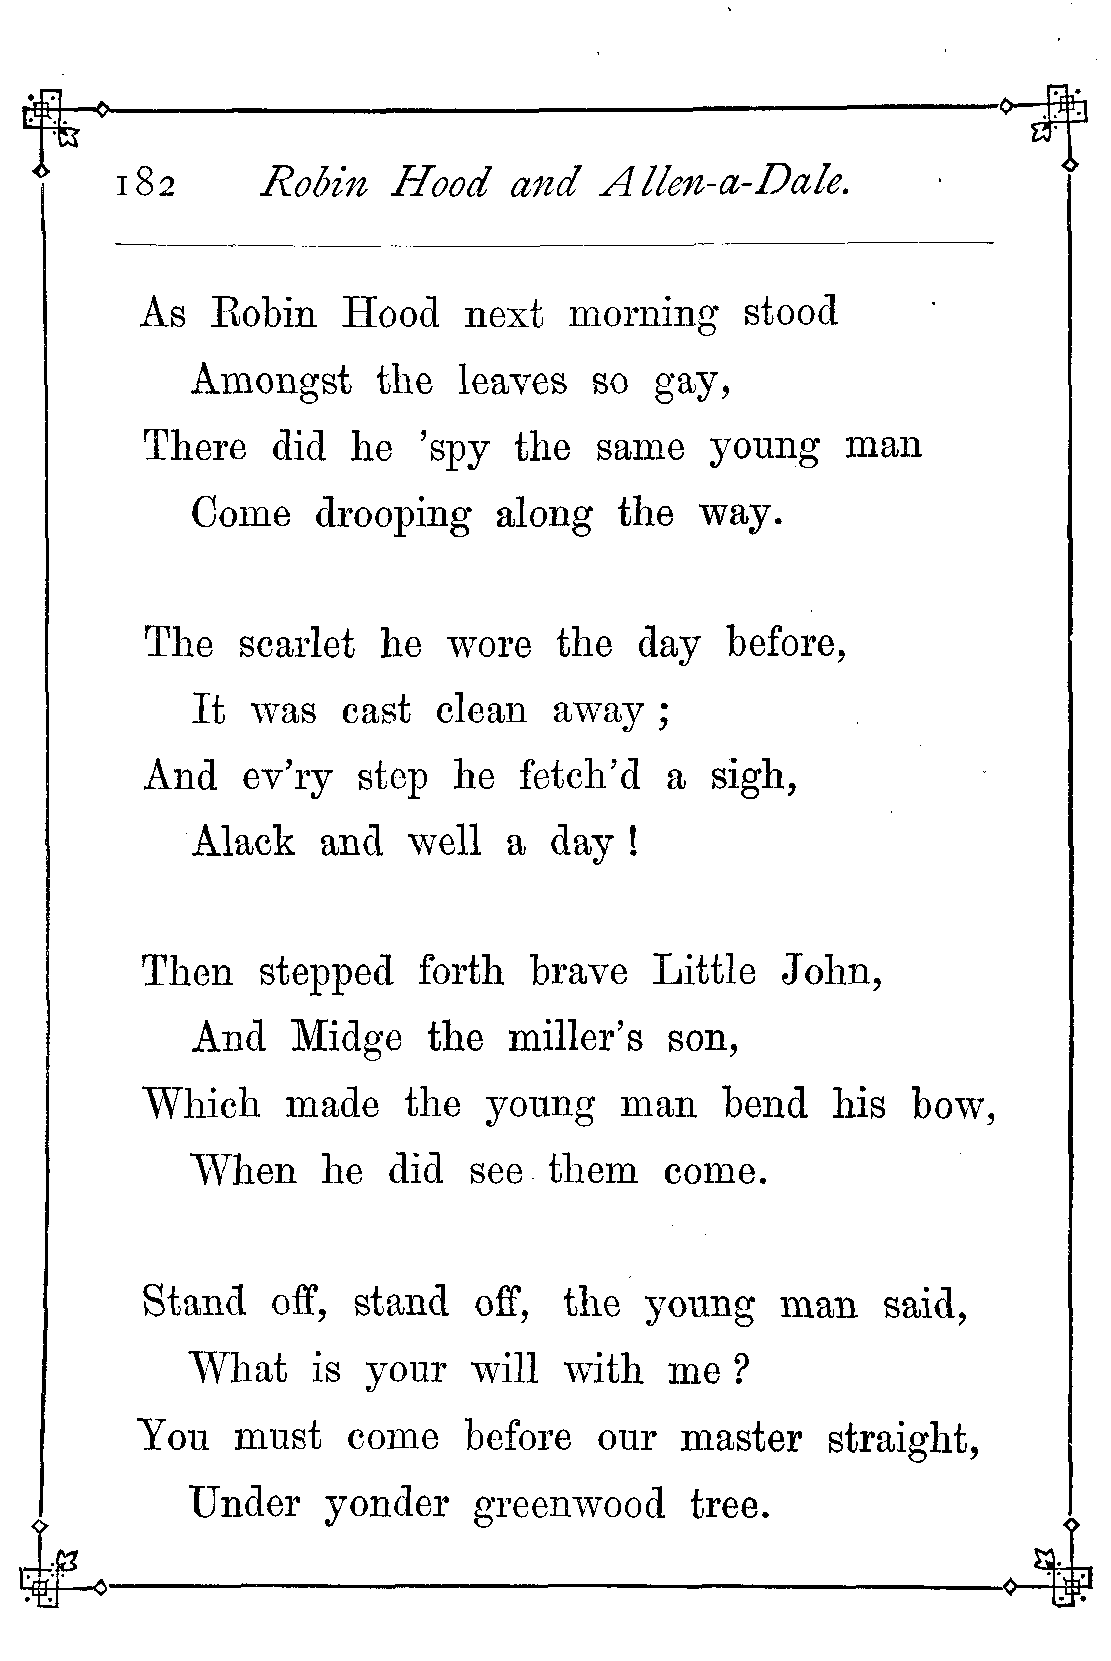 182 Robin Hood and Allen-a-Dale.
As Robin Hood next morning stood
Amongst the leaves so gay,
There did he ’spy the same young man
Come drooping along the way.
The scarlet he wore the day before,
It was cast clean away ;
And ev’ry step he fetch’d a sigh,
Alack and well a day !
Then stepped forth brave Little John,
And Midge the miller’s son,
Which made the young man bend his bow,
When he did see them come.
Stand off, stand off, the young man said,
What is your will with me ?
You must come before our master straight,
Under yonder greenwood tree.